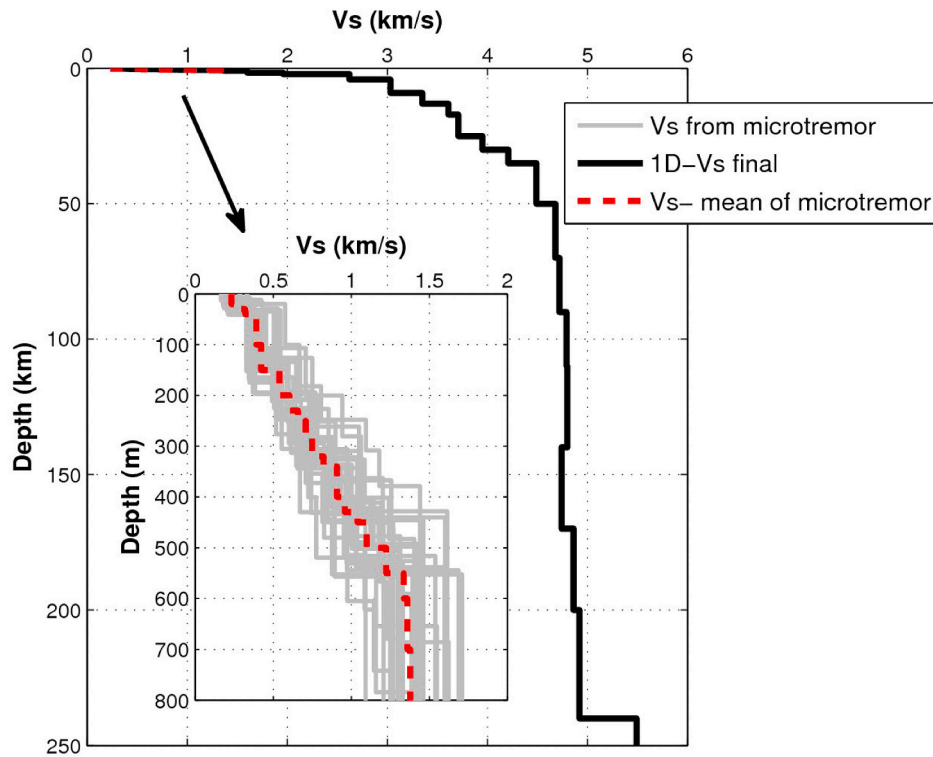 Vs (km/s)
0 1 2 3 4 5 6
0
50
100
150
200
250
Depth (km)
Vs from microtremor
1D-Vs final
Vs- mean of microtremor
Vs (km/s)
0 0.5 1 1.5 2
0
100
200
300
400
500
600
700
800
Depth (m)